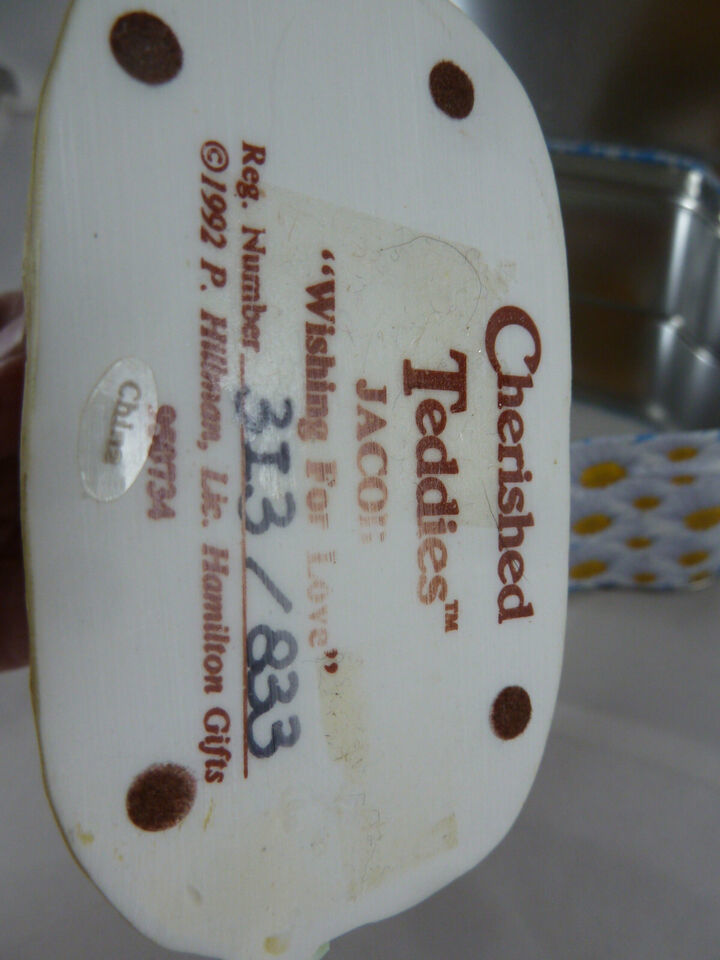 Cherished
Teddies™
JACOB
"Wishing For Love"
Reg. Number 313/833
©1992 P. Hillman, Lic. Hamilton Gifts
950734
China